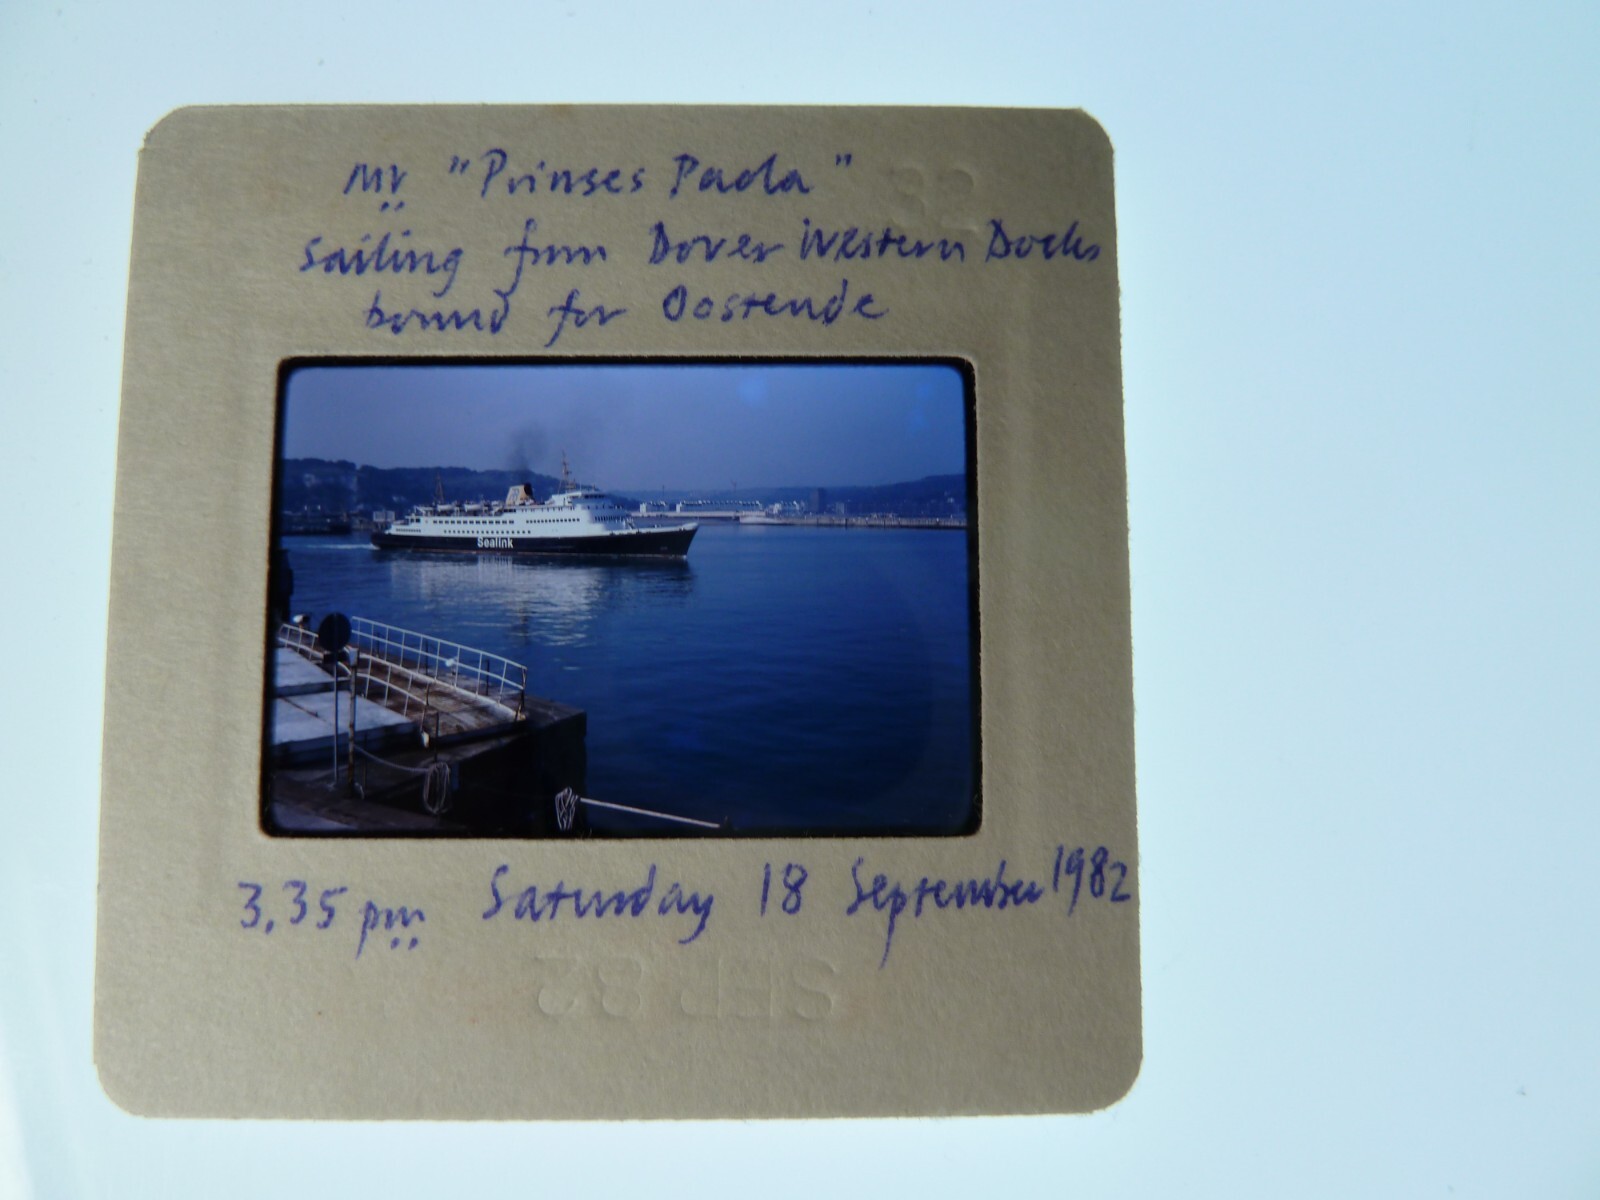 MV "Prinses Paola"
sailing from Dover Western Docks
bound for Oostende
Sealink
3.35 pm Saturday 18 September 1982
SEP 82